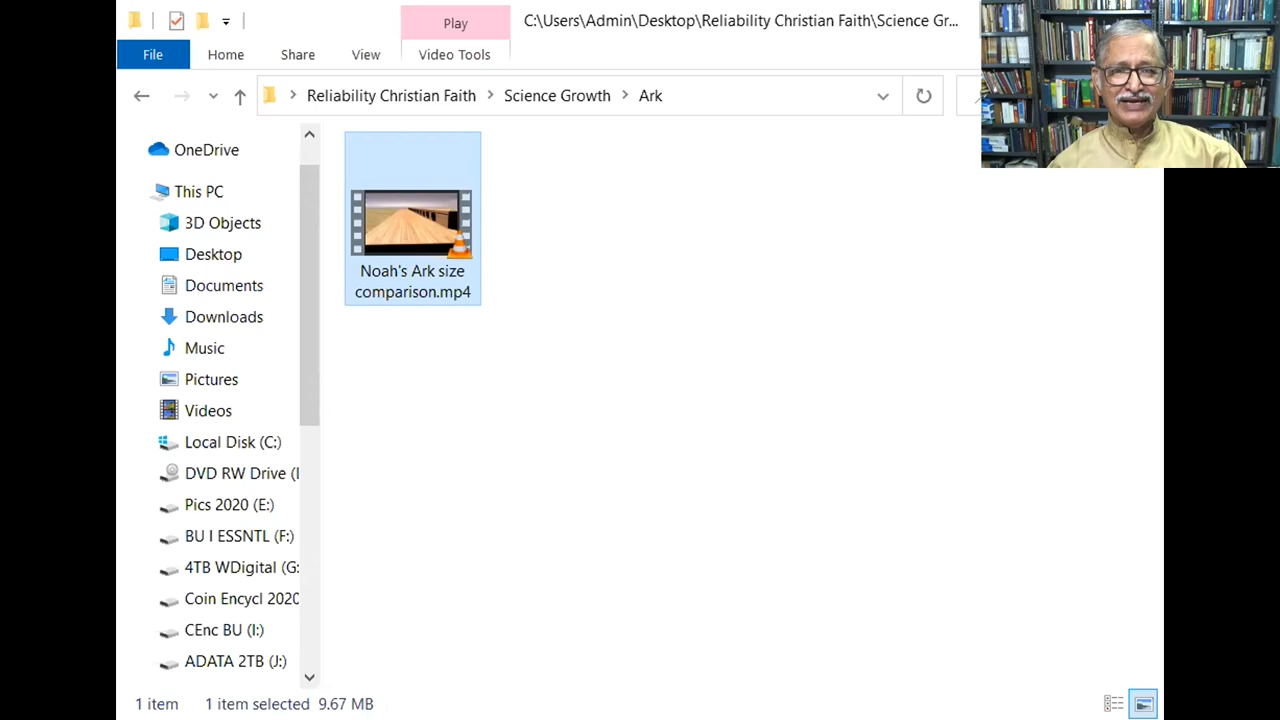 Play
C:\Users\Admin\Desktop\Reliability Christian Faith\Science Gr...
File
Home
Share
View
Video Tools
Reliability Christian Faith
Science Growth
Ark
OneDrive
This PC
3D Objects
Desktop
Documents
Downloads
Music
Pictures
Videos
Local Disk (C:)
DVD RW Drive (
Pics 2020 (E:)
BU I ESSNTL (F:)
4TB WDigital (G:
Coin Encycl 2020
CEnc BU (I:)
ADATA 2TB (J:)
Noah's Ark size
comparison.mp4
1 item
1 item selected 9.67 MB